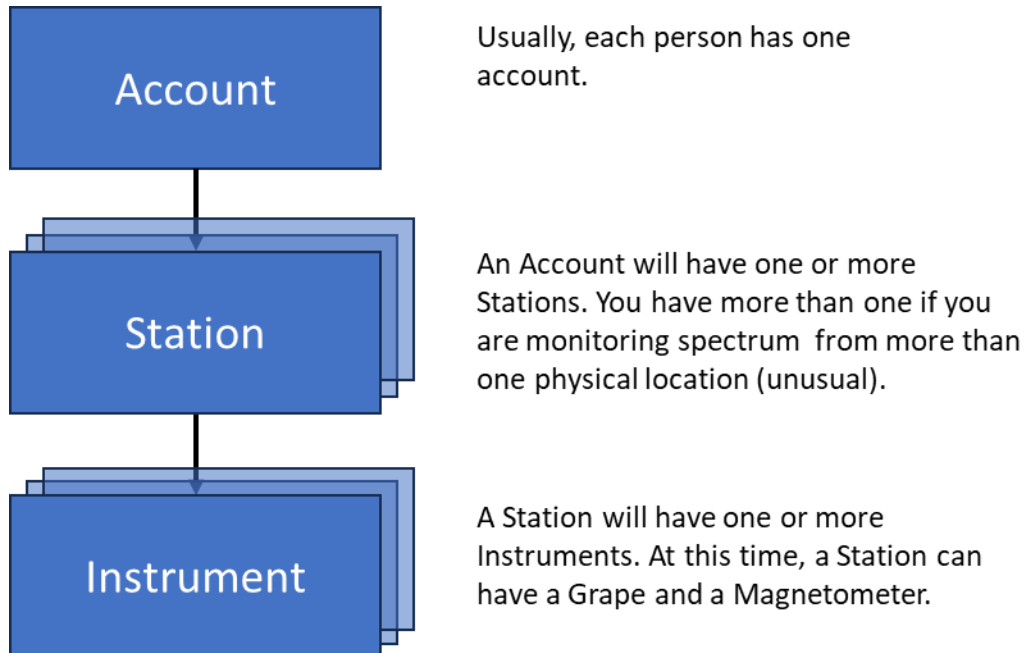 Account
Usually, each person has one
account.
Station
An Account will have one or more
Stations. You have more than one if you
are monitoring spectrum  from more than
one physical location (unusual).
Instrument
A Station will have one or more
Instruments. At this time, a Station can
have a Grape and a Magnetometer.